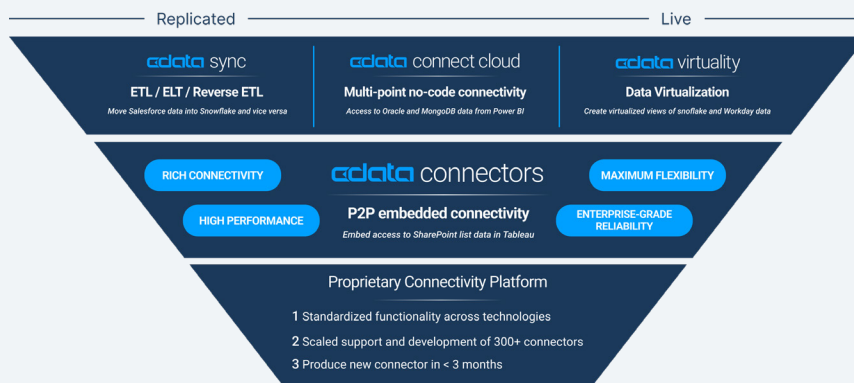 Replicated
Live
cdata sync
cdata connect cloud
cdata virtuality
ETL / ELT / Reverse ETL
Multi-point no-code connectivity
Data Virtualization
Move Salesforce data into Snowflake and vice versa
Access to Oracle and MongoDB data from Power BI
Create virtualized views of snoflake and Workday data
RICH CONNECTIVITY
cdata connectors
MAXIMUM FLEXIBILITY
HIGH PERFORMANCE
P2P embedded connectivity
ENTERPRISE-GRADE
RELIABILITY
Embed access to SharePoint list data in Tableau
Proprietary Connectivity Platform
1 Standardized functionality across technologies
2 Scaled support and development of 300+ connectors
3 Produce new connector in < 3 months